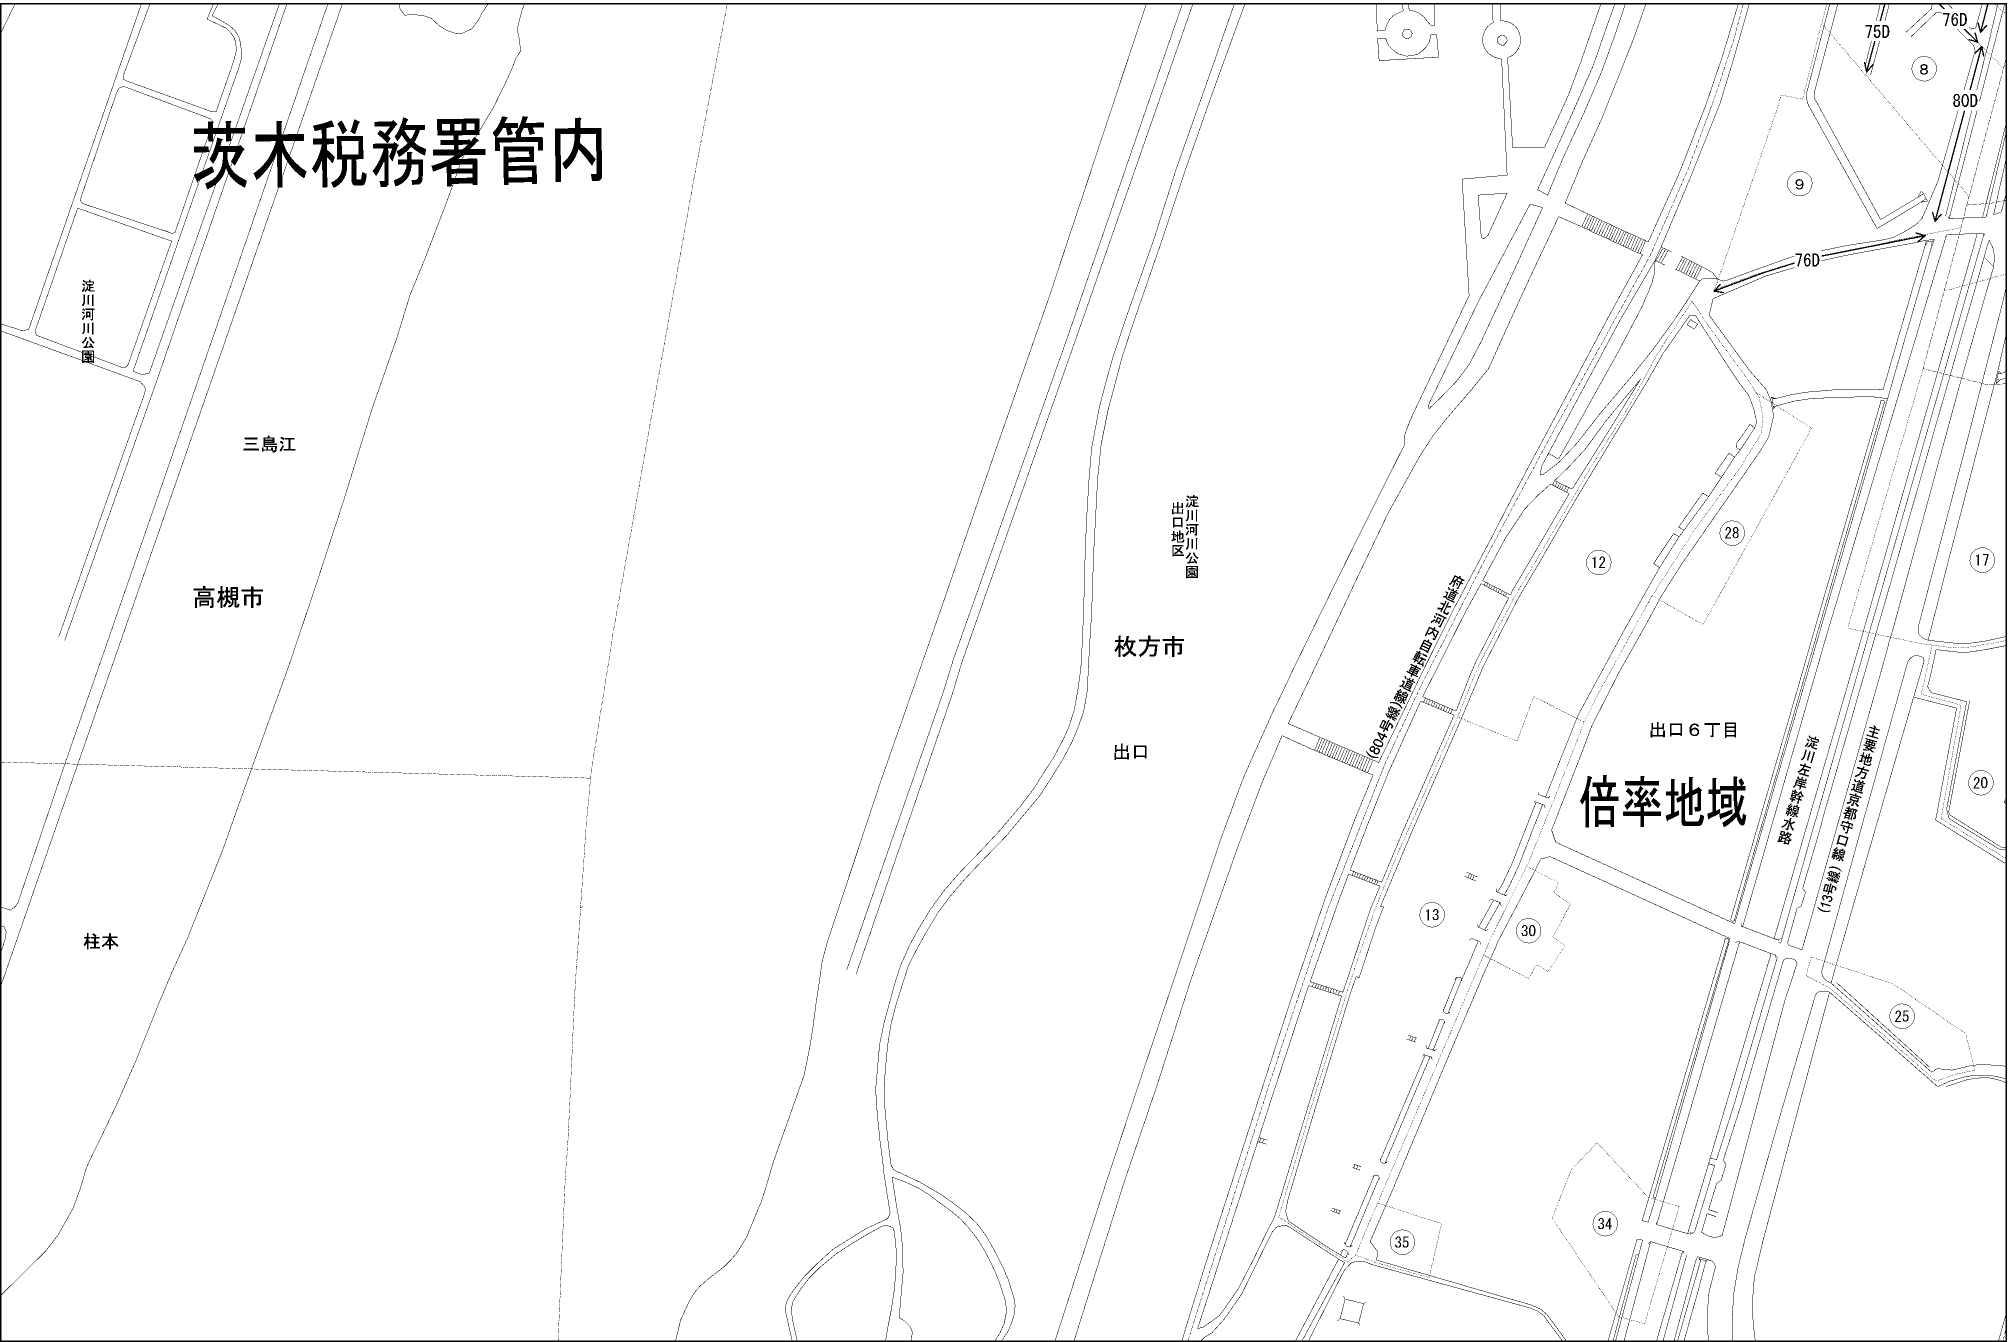 茨木税務署管内
75D
76D
8
80D
9
76D
淀川河川公園
三島江
高槻市
柱本
淀川河川公園
出口地区
枚方市
出口
府道北河内自転車道線(804号線)
12
28
17
出口６丁目
倍率地域
淀川左岸幹線水路
主要地方道京都守口線(13号線)
20
13
30
25
34
35